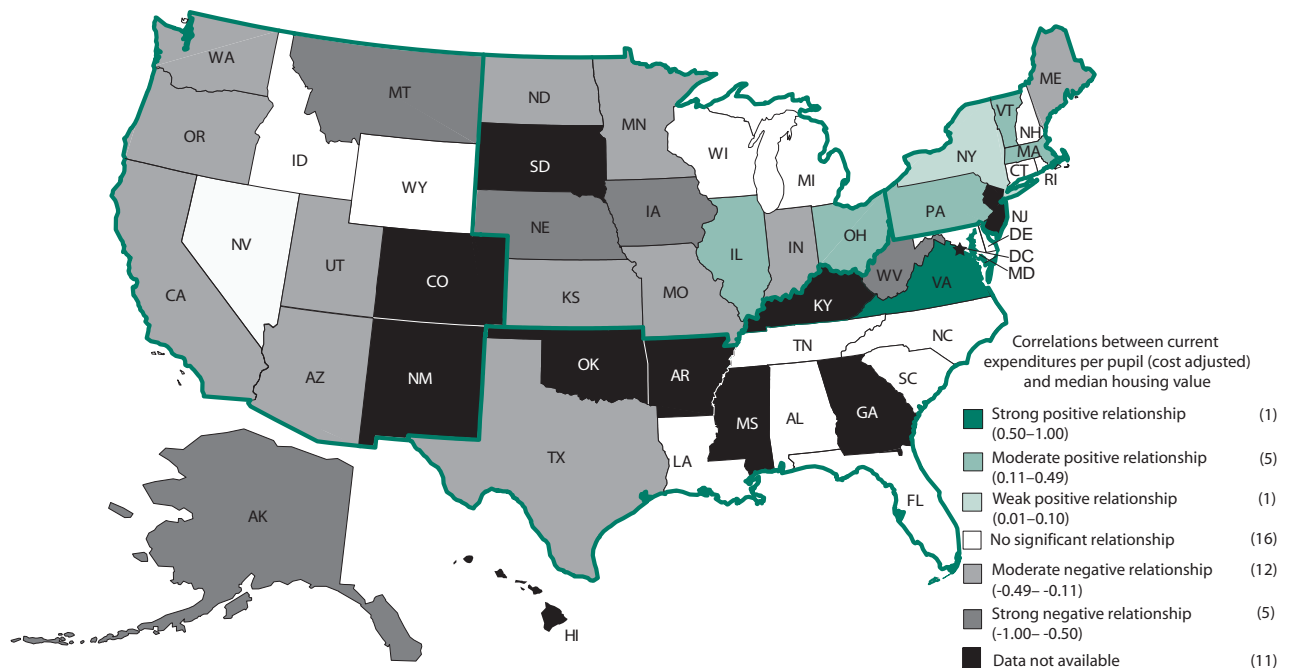 WA
MT
ND
MN
ME
VT
NH
OR
ID
SD
WI
NY
MA
CT
RI
WY
MI
IA
PA
NE
NJ
NV
IL
IN
OH
DE
UT
CO
WV
DC
MD
CA
KS
MO
KY
VA
TN
NC
AZ
NM
OK
AR
SC
MS
AL
GA
TX
LA
FL
AK
HI
Correlations between current
expenditures per pupil (cost adjusted)
and median housing value
Strong positive relationship (1)
(0.50–1.00)
Moderate positive relationship (5)
(0.11–0.49)
Weak positive relationship (1)
(0.01–0.10)
No significant relationship (16)
Moderate negative relationship (12)
(-0.49– -0.11)
Strong negative relationship (5)
(-1.00– -0.50)
Data not available (11)